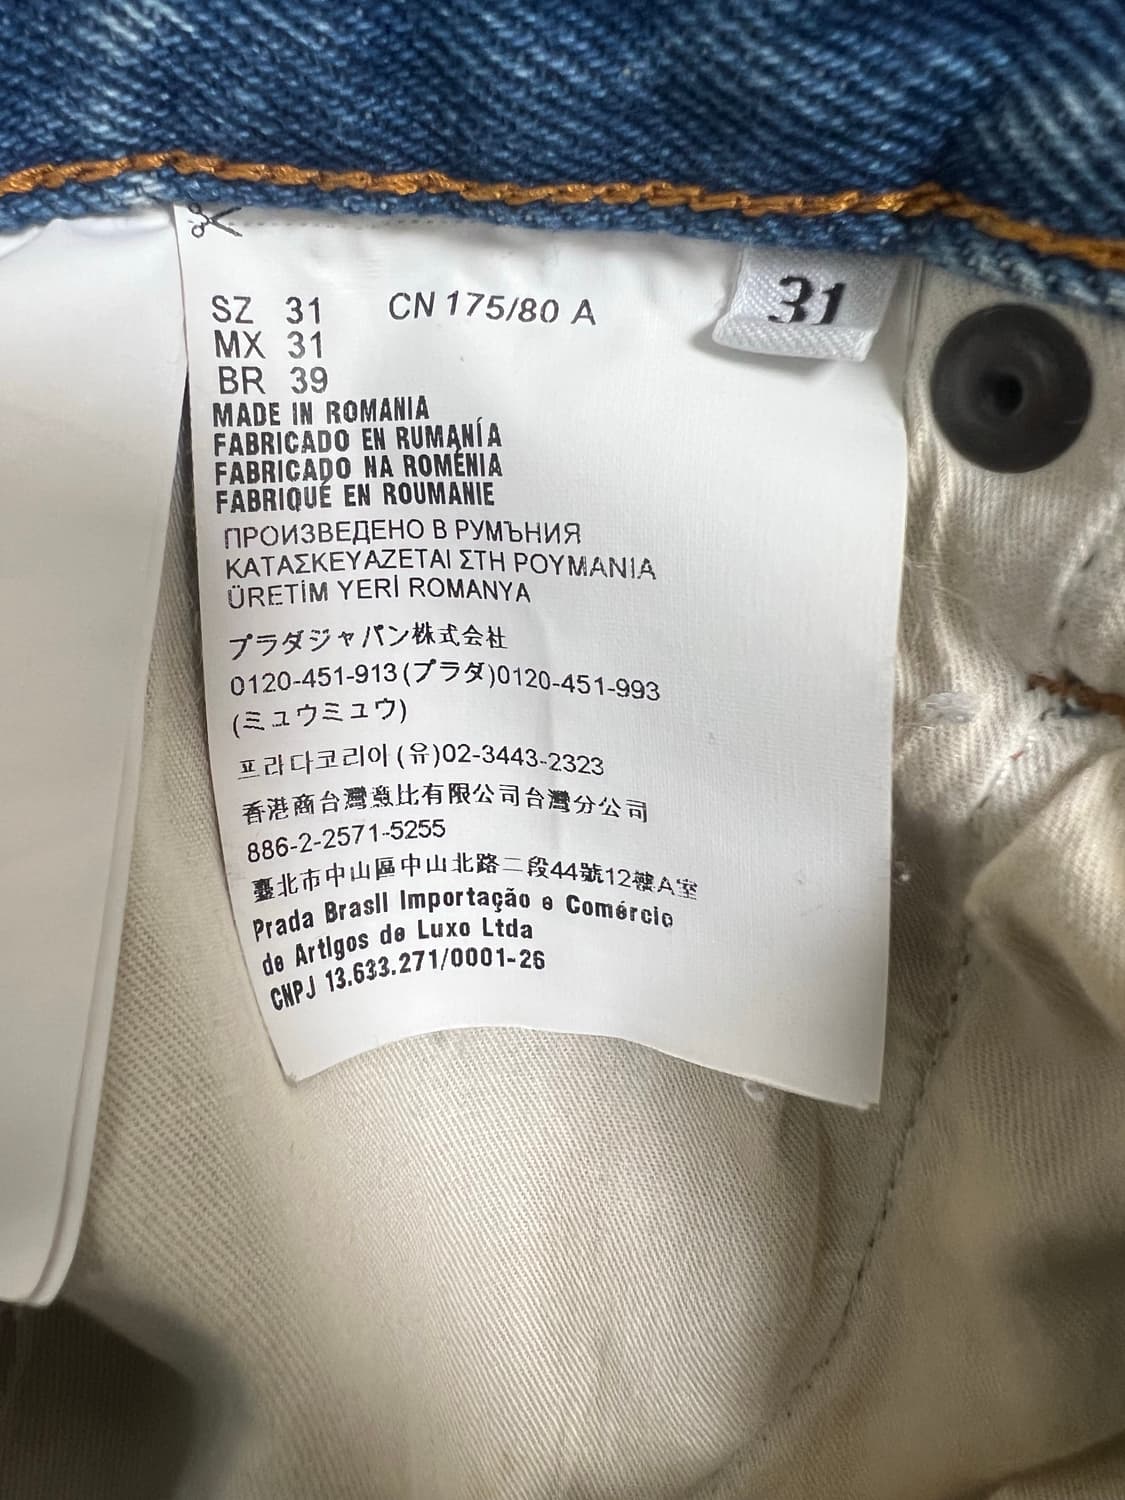 SZ 31 CN 175/80 A
31
MX 31
BR 39
MADE IN ROMANIA
FABRICADO EN RUMANÍA
FABRICADO NA ROMÉNIA
FABRIQUÉ EN ROUMANIE
ПРОИЗВЕДЕНО В РУМЪНИЯ
ΚΑΤΑΣΚΕΥΑΖΕΤΑΙ ΣΤΗ ΡΟΥΜΑΝΙΑ
ÜRETİM YERİ ROMANYA
プラダジャパン株式会社
0120-451-913(プラダ)0120-451-993
(ミュウミュウ)
프라다코리아(유)02-3443-2323
香港商台灣薏比有限公司台灣分公司
886-2-2571-5255
臺北市中山區中山北路二段44號12樓A室
Prada Brasil Importação e Comércio
de Artigos de Luxo Ltda
CNPJ 13.633.271/0001-26